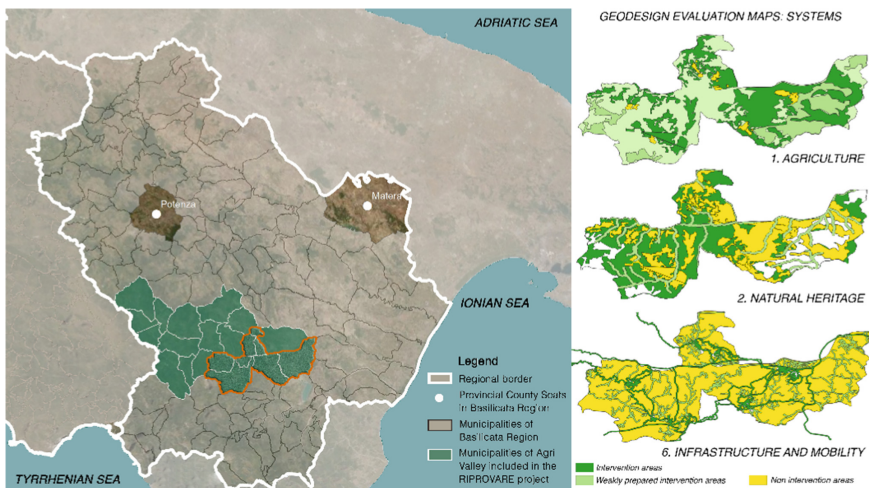 ADRIATIC SEA
Potenza
Matera
IONIAN SEA
TYRRHENIAN SEA
Legend
Regional border
Provincial County Seats
in Basilicata Region
Municipalities of
Basilicata Region
Municipalities of Agri
Valley included in the
RIPROVARE project
GEODESIGN EVALUATION MAPS: SYSTEMS
1. AGRICULTURE
2. NATURAL HERITAGE
6. INFRASTRUCTURE AND MOBILITY
Intervention areas
Weakly prepared intervention areas
Non intervention areas